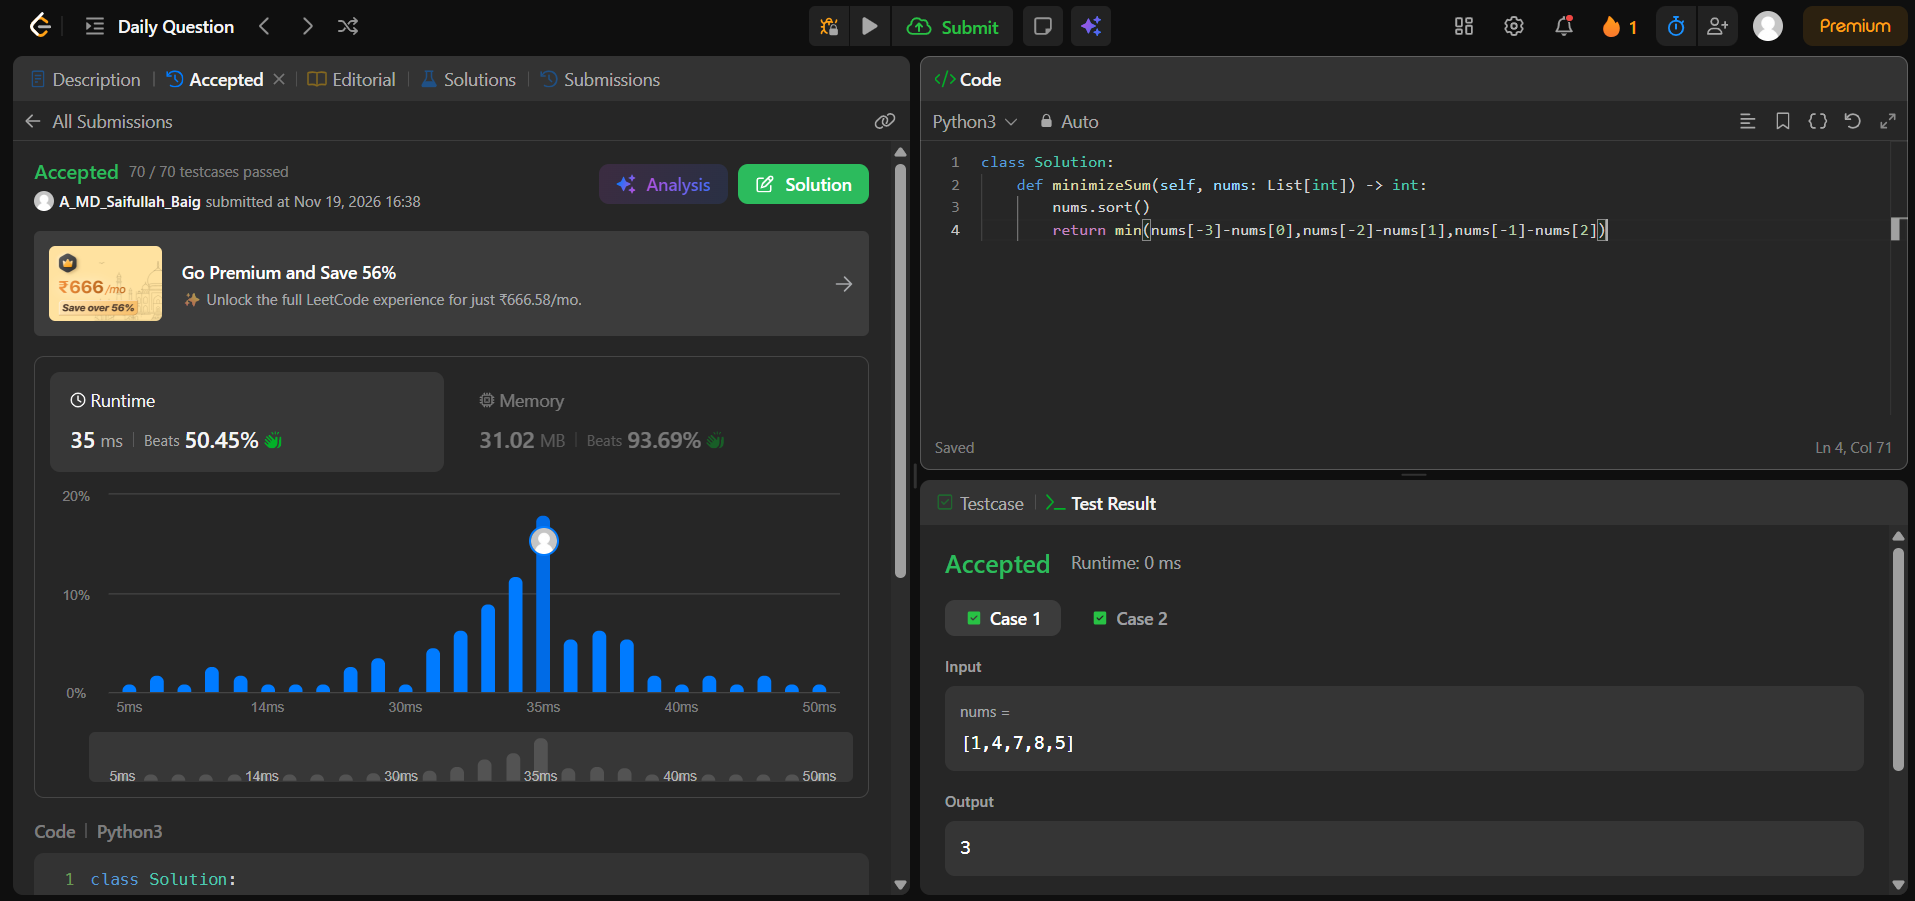 Daily Question
Submit
1
Premium
Description
Accepted
Editorial
Solutions
Submissions
All Submissions
Accepted 70 / 70 testcases passed
A_MD_Saifullah_Baig submitted at Nov 19, 2026 16:38
Analysis
Solution
₹666 /mo
Save over 56%
Go Premium and Save 56%
✨ Unlock the full LeetCode experience for just ₹666.58/mo.
Runtime
35 ms | Beats 50.45%
Memory
31.02 MB | Beats 93.69%
20%
10%
0%
5ms 14ms 30ms 35ms 40ms 50ms
5ms 14ms 30ms 35ms 40ms 50ms
Code | Python3
1 class Solution:
</> Code
Python3 Auto
1 class Solution:
2     def minimizeSum(self, nums: List[int]) -> int:
3         nums.sort()
4         return min(nums[-3]-nums[0],nums[-2]-nums[1],nums[-1]-nums[2])
Saved
Ln 4, Col 71
Testcase
>_ Test Result
Accepted Runtime: 0 ms
Case 1
Case 2
Input
nums =
[1,4,7,8,5]
Output
3